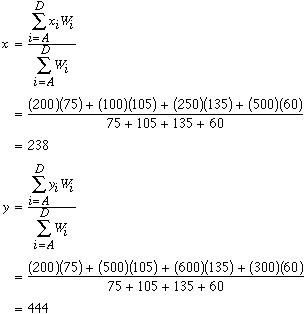 x = \frac{\sum_{i=A}^{D} x_i W_i}{\sum_{i=A}^{D} W_i}
= \frac{(200)(75) + (100)(105) + (250)(135) + (500)(60)}{75 + 105 + 135 + 60}
= 238
y = \frac{\sum_{i=A}^{D} y_i W_i}{\sum_{i=A}^{D} W_i}
= \frac{(200)(75) + (500)(105) + (600)(135) + (300)(60)}{75 + 105 + 135 + 60}
= 444